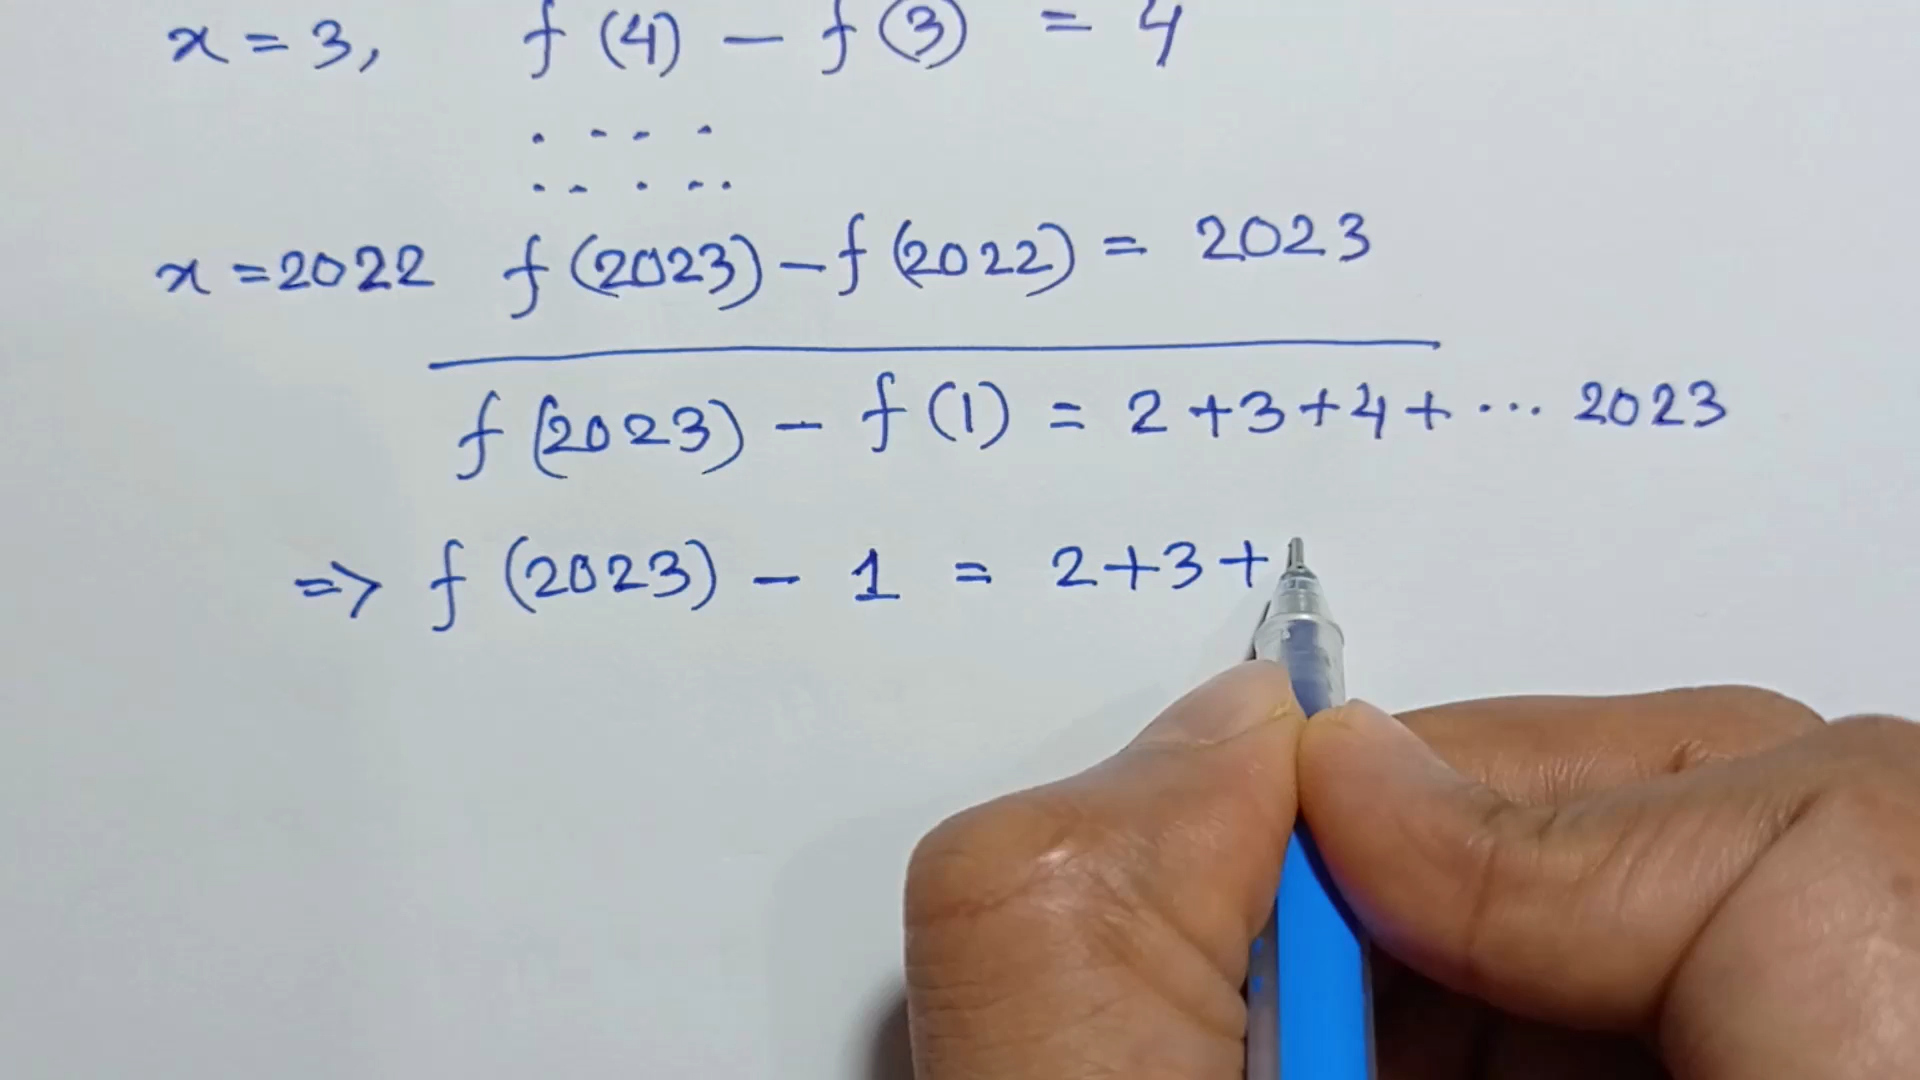 x = 3, f (4) - f (3) = 4
. . . .
. . . . .
x = 2022 f (2023) - f (2022) = 2023
f (2023) - f (1) = 2 + 3 + 4 + ... 2023
=> f (2023) - 1 = 2 + 3 +